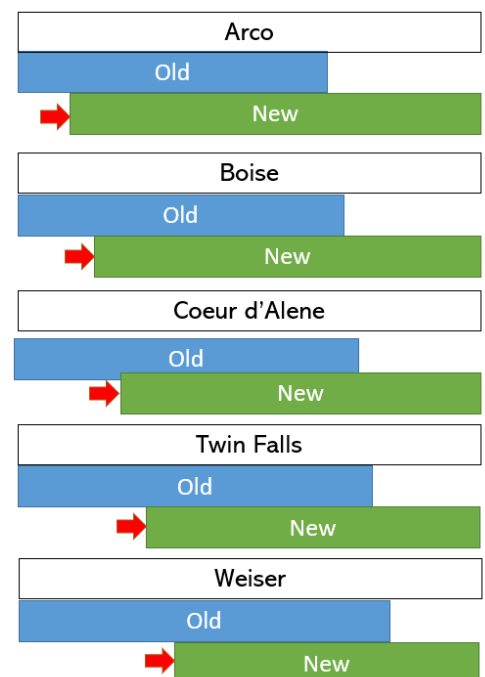 Arco
Old
New
Boise
Old
New
Coeur d'Alene
Old
New
Twin Falls
Old
New
Weiser
Old
New